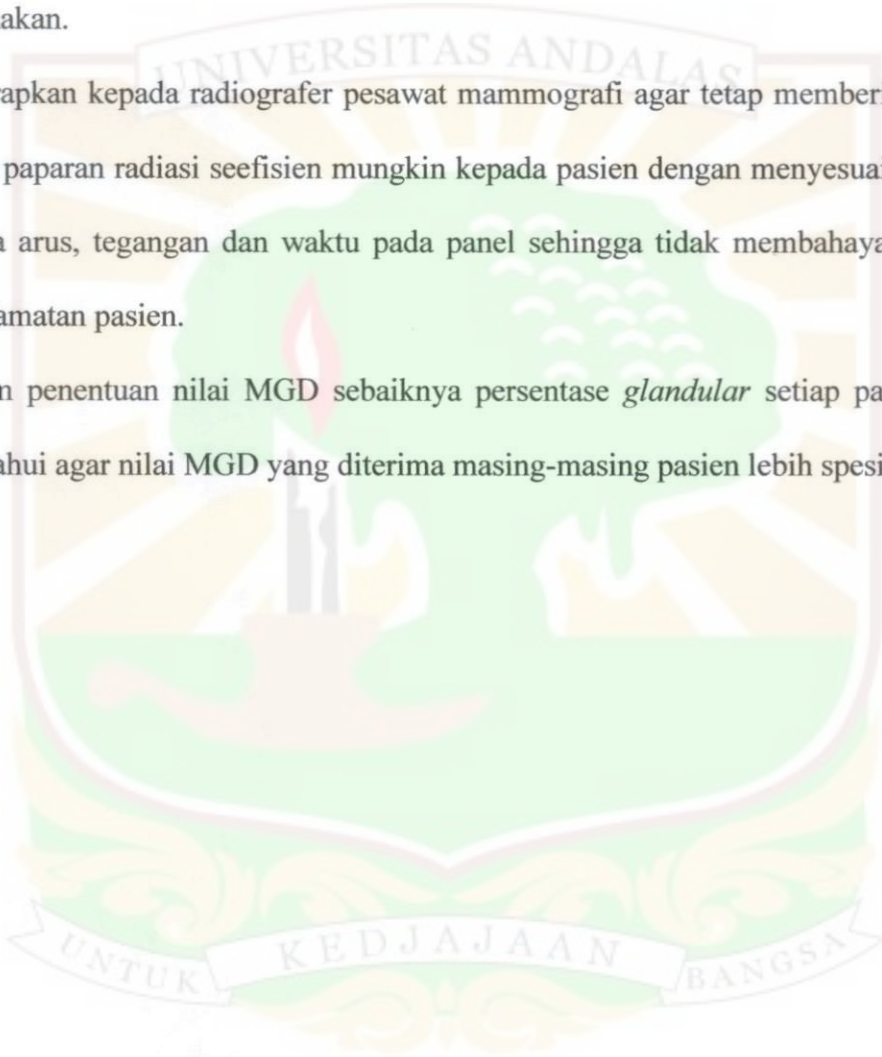 akan.
UNIVERSITAS ANDALAS
apkan kepada radiografer pesawat mammografi agar tetap member
paparan radiasi seefisien mungkin kepada pasien dengan menyesuai
arus, tegangan dan waktu pada panel sehingga tidak membahaya
amatan pasien.
n penentuan nilai MGD sebaiknya persentase glandular setiap pa
ahui agar nilai MGD yang diterima masing-masing pasien lebih spesi
UNTUK KEDJAJAAN BANGSA